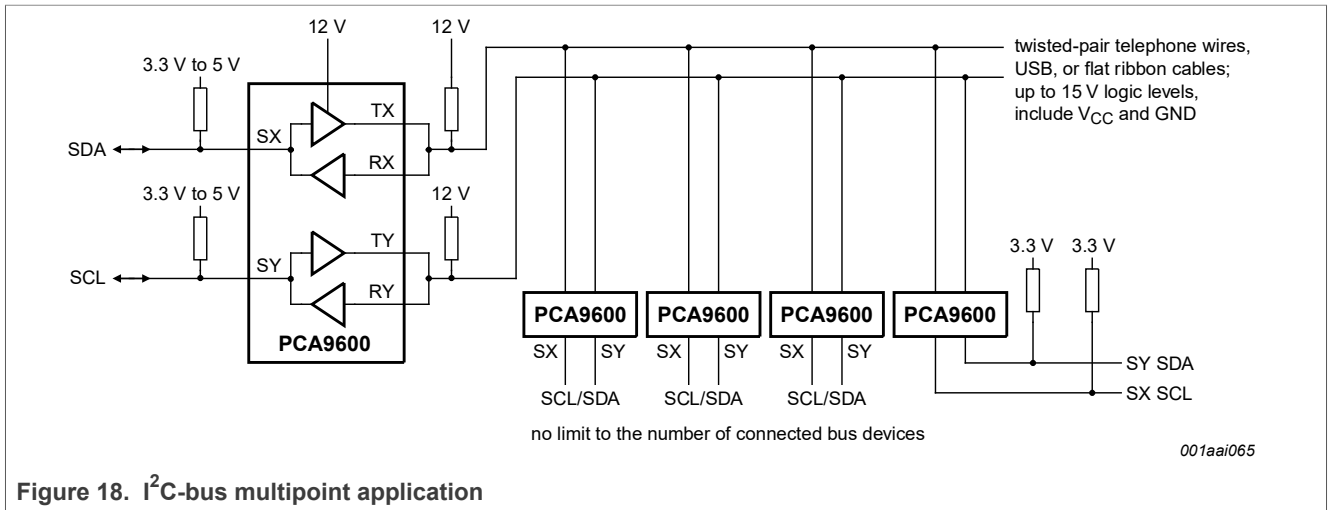 12 V
12 V
3.3 V to 5 V
TX
SX
SDA
RX
3.3 V to 5 V
12 V
TY
SY
SCL
RY
PCA9600
twisted-pair telephone wires,
USB, or flat ribbon cables;
up to 15 V logic levels,
include VCC and GND
3.3 V 3.3 V
PCA9600 PCA9600 PCA9600 PCA9600
SX SY SX SY SX SY
SY SDA
SX SCL
SCL/SDA SCL/SDA SCL/SDA
no limit to the number of connected bus devices
001aai065
Figure 18. I²C-bus multipoint application